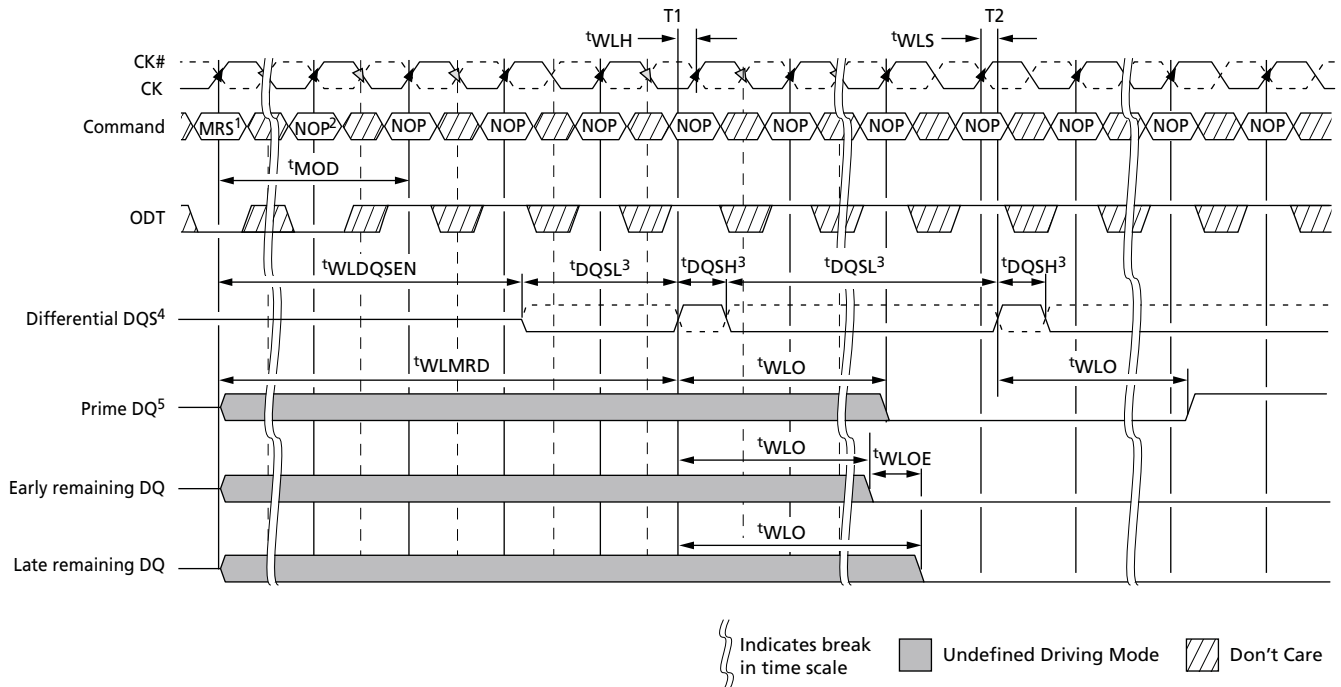 T1 T2
tWLH tWLS
CK#
CK
Command MRS1 NOP2 NOP NOP NOP NOP NOP NOP NOP NOP NOP NOP
tMOD
ODT
tWLDQSEN tDQSL3 tDQSH3 tDQSL3 tDQSH3
Differential DQS4
tWLMRD tWLO tWLO
Prime DQ5
tWLO tWLOE
Early remaining DQ
tWLO
Late remaining DQ
Indicates break
in time scale
Undefined Driving Mode
Don't Care